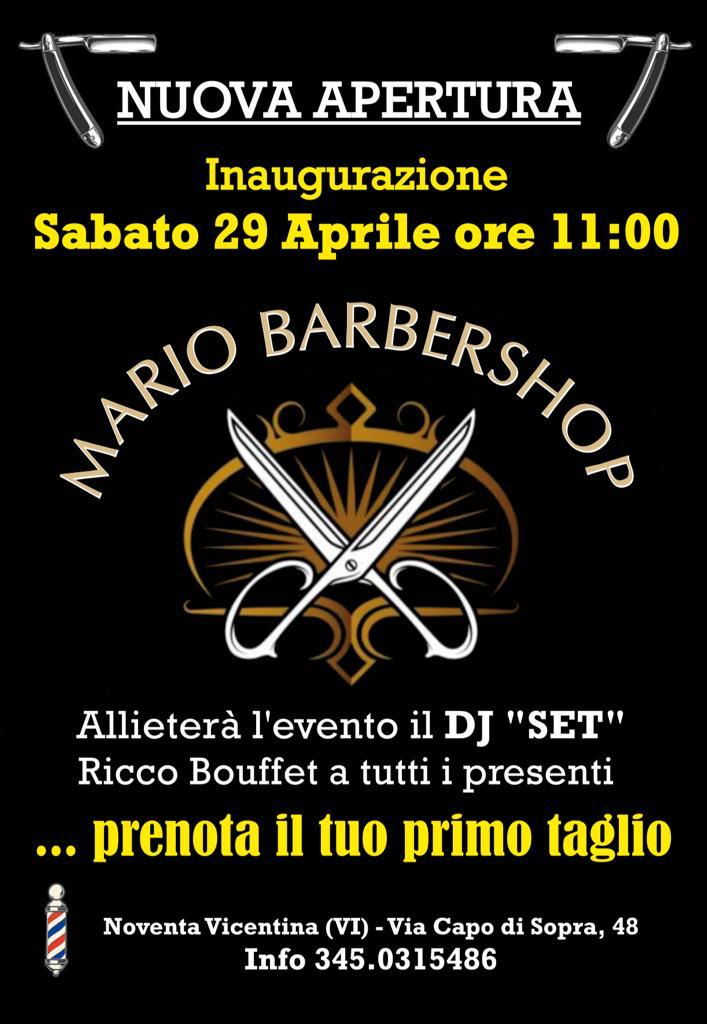 NUOVA APERTURA
Inaugurazione
Sabato 29 Aprile ore 11:00
MARIO BARBERSHOP
Allieterà l'evento il DJ "SET"
Ricco Bouffet a tutti i presenti
... prenota il tuo primo taglio
Noventa Vicentina (VI) - Via Capo di Sopra, 48
Info 345.0315486